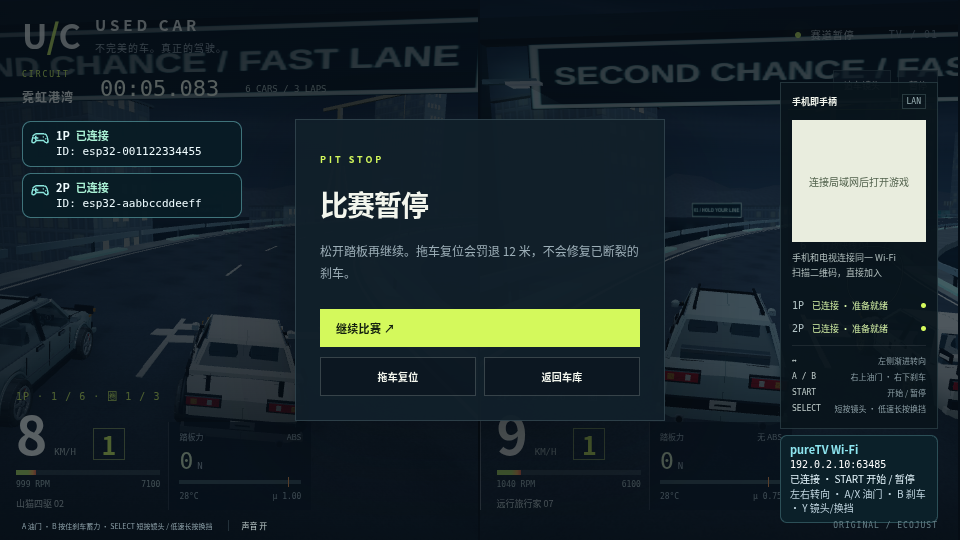 U/C USED CAR
不完美的车。真正的驾驶。
ND CHANCE / FAST LANE
SECOND CHANCE / FAS
赛道暂停
TV / 01
CIRCUIT
霓虹港湾
00:05.083
6 CARS / 3 LAPS
1P 已连接
ID: esp32-001122334455
2P 已连接
ID: esp32-aabbccddeeff
PIT STOP
比赛暂停
松开踏板再继续。拖车复位会罚退 12 米，不会修复已断裂的
刹车。
继续比赛 ↗
拖车复位
返回车库
手机即手柄
LAN
连接局域网后打开游戏
手机和电视连接同一 Wi-Fi
扫描二维码，直接加入
1P 已连接 · 准备就绪
2P 已连接 · 准备就绪
↔ 左侧渐进转向
A / B 右上油门 · 右下刹车
START 开始 / 暂停
SELECT 短按镜头 · 低速长按换挡
pureTV Wi-Fi
192.0.2.10:63485
已连接 · START 开始 / 暂停
左右转向 · A/X 油门 · B 刹车
· Y 镜头/换挡
ORIGINAL / ECOJUST
1P · 1 / 6 · 圈 1 / 3
8 KM/H 1
999 RPM 7100
山猫四驱 02
踏板力 ABS
0 N
28°C μ 1.00
9 KM/H 1
1040 RPM 6100
远行旅行家 07
踏板力 无 ABS
0 N
28°C μ 0.75
A 油门 · B 按住刹车蓄力 · SELECT 短按镜头 / 低速长按换挡
声音 开